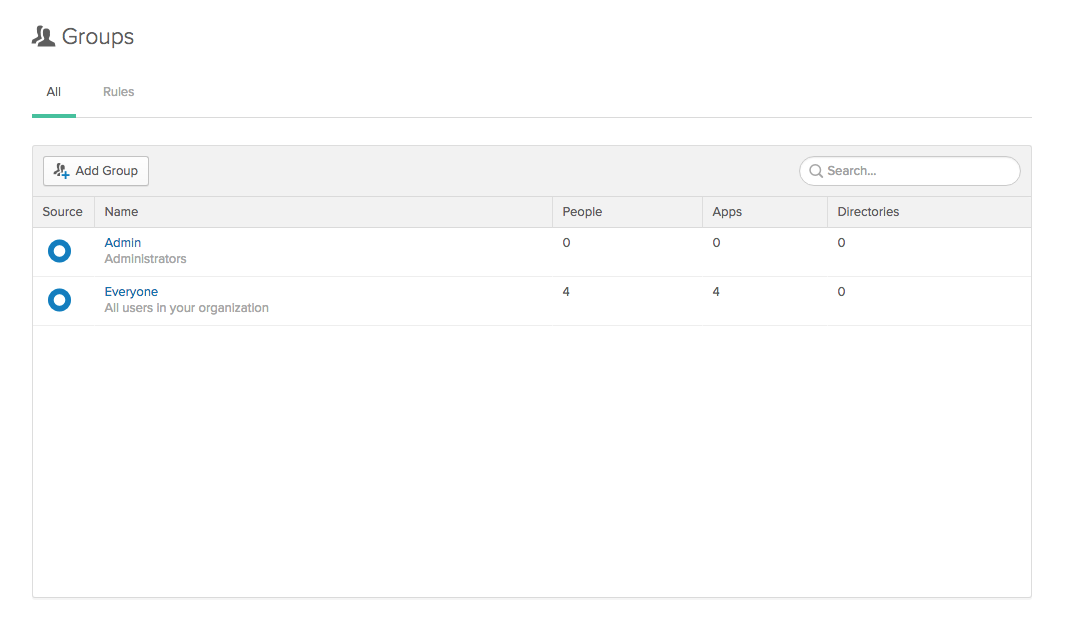 Groups
All Rules
Add Group Search...
Source Name People Apps Directories
Admin 0 0 0
Administrators
Everyone 4 4 0
All users in your organization